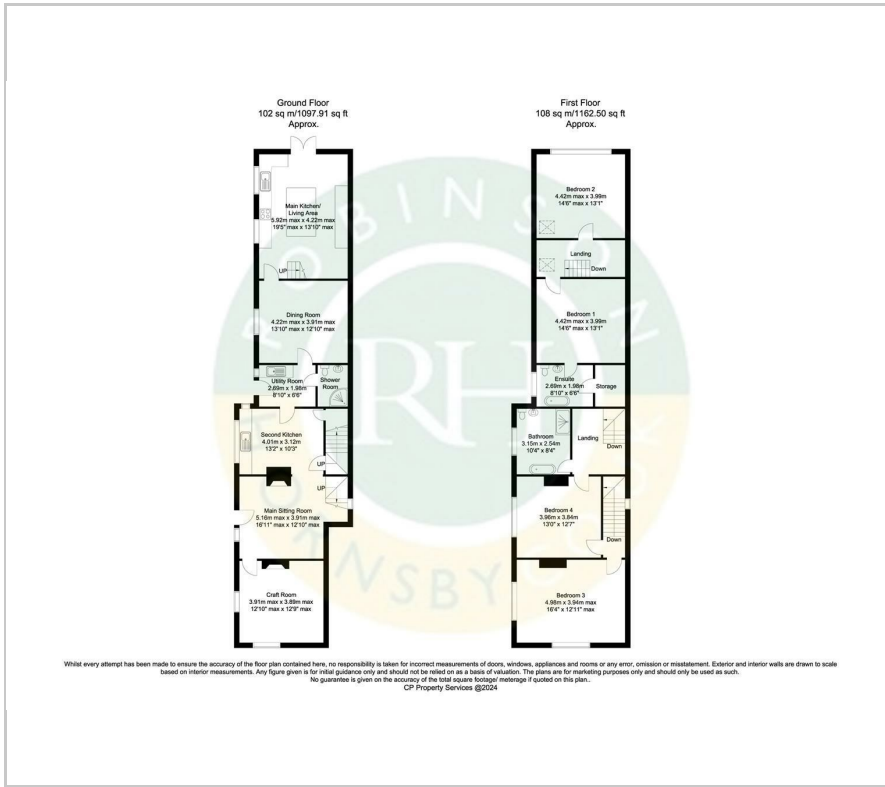 Ground Floor
102 sq m/1097.91 sq ft
Approx.
Main Kitchen/
Living Area
5.92m max x 4.22m max
19'5" max x 13'10" max
UP
Dining Room
4.22m max x 3.91m max
13'10" max x 12'10" max
Utility Room
2.69m x 1.98m
8'10" x 6'6"
Shower
Room
Second Kitchen
4.01m x 3.12m
13'2" x 10'3"
UP
UP
Main Sitting Room
5.16m max x 3.91m max
16'11" max x 12'10" max
Craft Room
3.91m max x 3.89m max
12'10" max x 12'9" max
First Floor
108 sq m/1162.50 sq ft
Approx.
Bedroom 2
4.42m max x 3.99m
14'6" max x 13'1"
Landing
Down
Bedroom 1
4.42m max x 3.99m
14'6" max x 13'1"
Ensuite
2.69m x 1.98m
8'10" x 6'6"
Storage
Bathroom
3.15m x 2.54m
10'4" x 8'4"
Landing
Down
Bedroom 4
3.96m x 3.84m
13'0" x 12'7"
Down
Bedroom 3
4.98m x 3.94m max
16'4" x 12'11" max
ROBINSON
RH
HORNSBY
Whilst every attempt has been made to ensure the accuracy of the floor plan contained here, no responsibility is taken for incorrect measurements of doors, windows, appliances and rooms or any error, omission or misstatement. Exterior and interior walls are drawn to scale
based on interior measurements. Any figure given is for initial guidance only and should not be relied on as a basis of valuation. The plans are for marketing purposes only and should only be used as such.
No guarantee is given on the accuracy of the total square footage/ meterage if quoted on this plan..
CP Property Services @2024